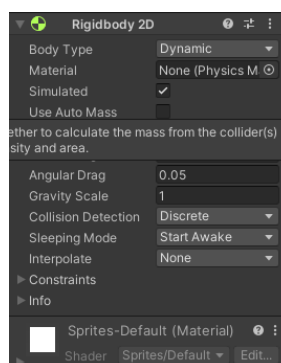 Rigidbody 2D
Body Type Dynamic
Material None (Physics M
Simulated
Use Auto Mass
ether to calculate the mass from the collider(s)
sity and area.
Angular Drag 0.05
Gravity Scale 1
Collision Detection Discrete
Sleeping Mode Start Awake
Interpolate None
Constraints
Info
Sprites-Default (Material)
Shader Sprites/Default Edit...